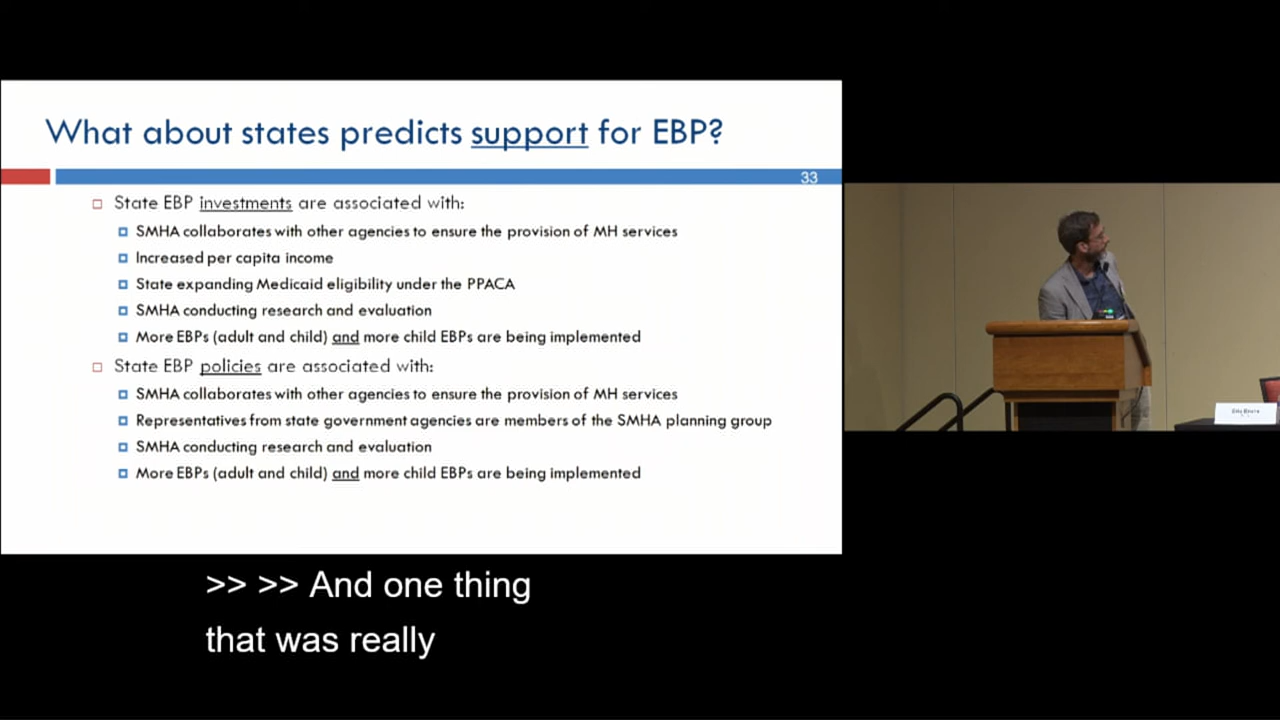 What about states predicts support for EBP?
33
State EBP investments are associated with:
SMHA collaborates with other agencies to ensure the provision of MH services
Increased per capita income
State expanding Medicaid eligibility under the PPACA
SMHA conducting research and evaluation
More EBPs (adult and child) and more child EBPs are being implemented
State EBP policies are associated with:
SMHA collaborates with other agencies to ensure the provision of MH services
Representatives from state government agencies are members of the SMHA planning group
SMHA conducting research and evaluation
More EBPs (adult and child) and more child EBPs are being implemented
>> >> And one thing
that was really